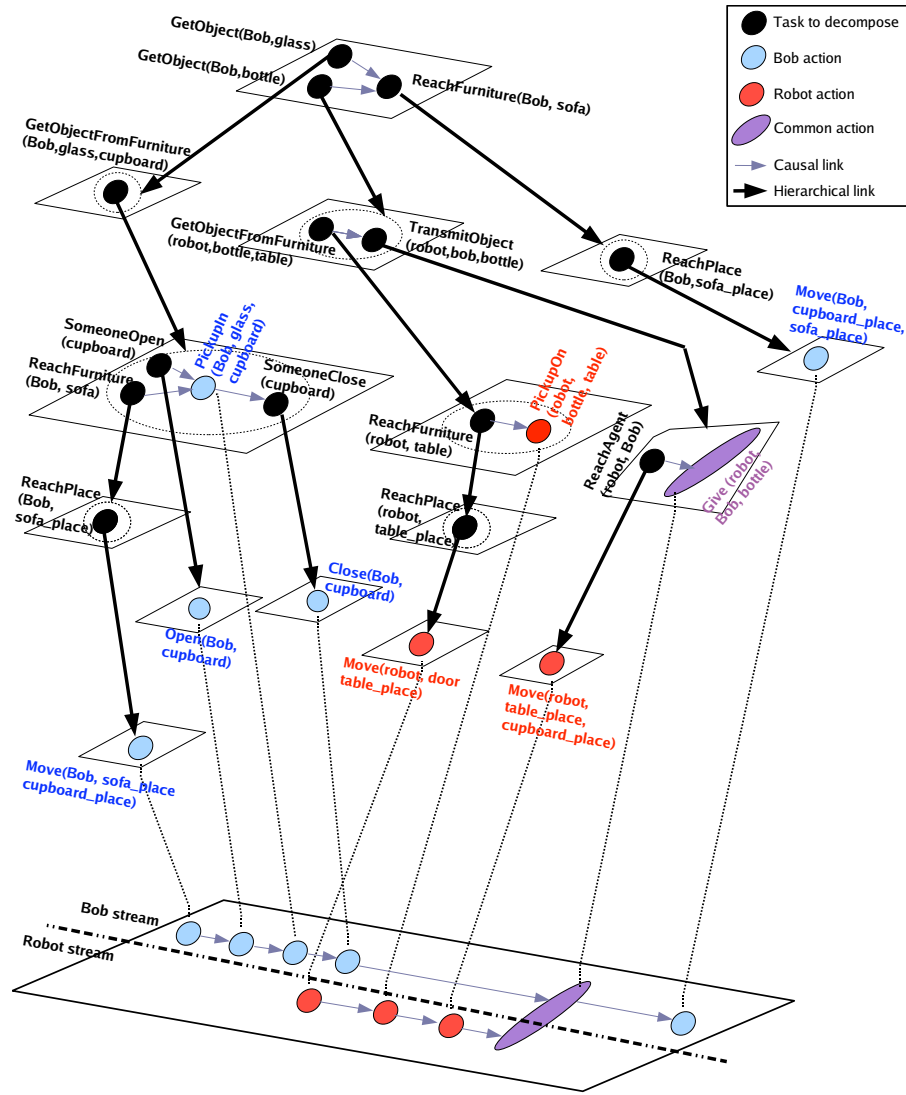 GetObject(Bob,glass)
GetObject(Bob,bottle)
ReachFurniture(Bob, sofa)
Task to decompose
Bob action
Robot action
Common action
Causal link
Hierarchical link
GetObjectFromFurniture
(Bob,glass,cupboard)
GetObjectFromFurniture
(robot,bottle,table)
TransmitObject
(robot,bob,bottle)
ReachPlace
(Bob,sofa_place)
Move(Bob,
cupboard_place,
sofa_place)
SomeoneOpen
(cupboard)
PickupIn
(Bob, glass,
cupboard)
ReachFurniture
(Bob, sofa)
SomeoneClose
(cupboard)
ReachFurniture
(robot, table)
PickupOn
(robot,
bottle, table)
ReachAgent
(robot, Bob)
Give (robot,
Bob, bottle)
ReachPlace
(Bob,
sofa_place)
ReachPlace
(robot,
table_place,
Close(Bob,
cupboard)
Open(Bob,
cupboard)
Move(robot, door
table_place)
Move(robot,
table_place,
cupboard_place)
Move(Bob, sofa_place
cupboard_place)
Bob stream
Robot stream